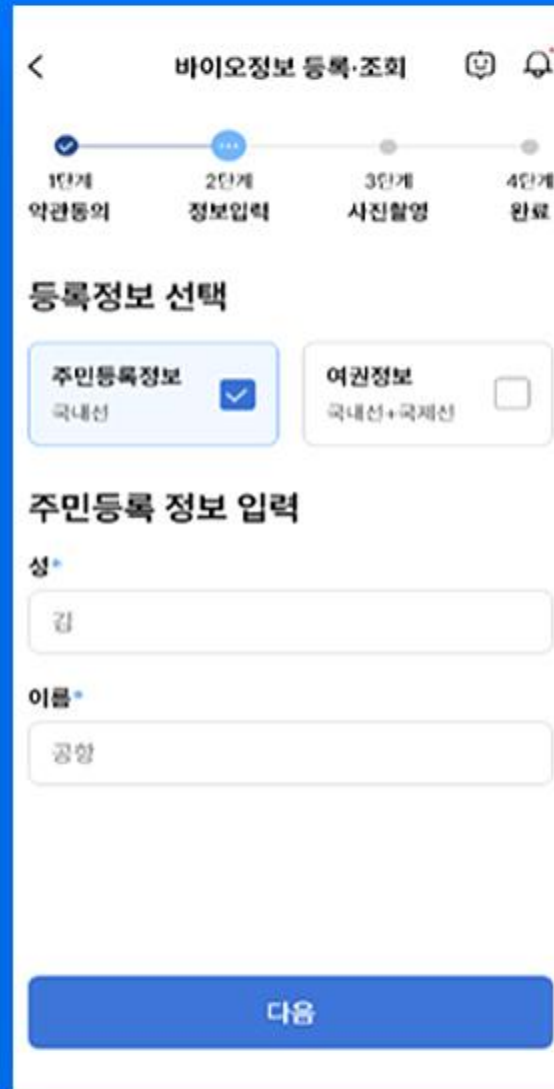 바이오정보 등록·조회
1단계 2단계 3단계 4단계
약관동의 정보입력 사진촬영 완료
등록정보 선택
주민등록정보 여권정보
국내선 국내선+국제선
주민등록 정보 입력
성*
김
이름*
공항
다음